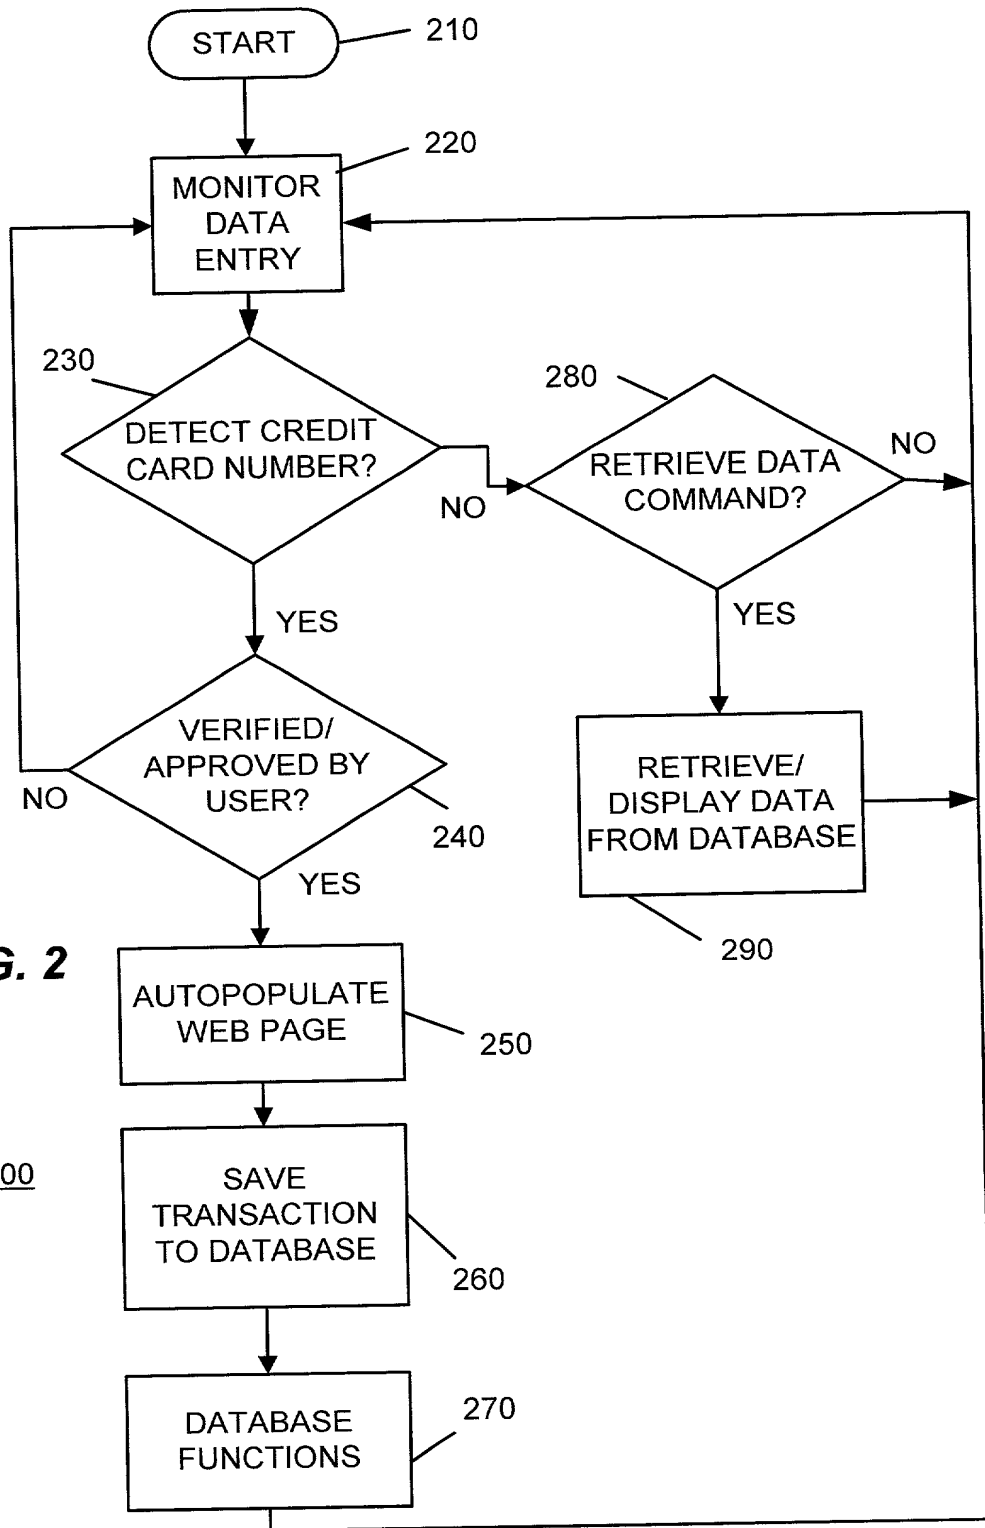 START
210
220
MONITOR
DATA
ENTRY
230
DETECT CREDIT
CARD NUMBER?
NO
280
RETRIEVE DATA
COMMAND?
NO
YES
YES
VERIFIED/
APPROVED BY
USER?
NO
240
YES
RETRIEVE/
DISPLAY DATA
FROM DATABASE
290
G. 2
AUTOPOPULATE
WEB PAGE
250
00
SAVE
TRANSACTION
TO DATABASE
260
DATABASE
FUNCTIONS
270